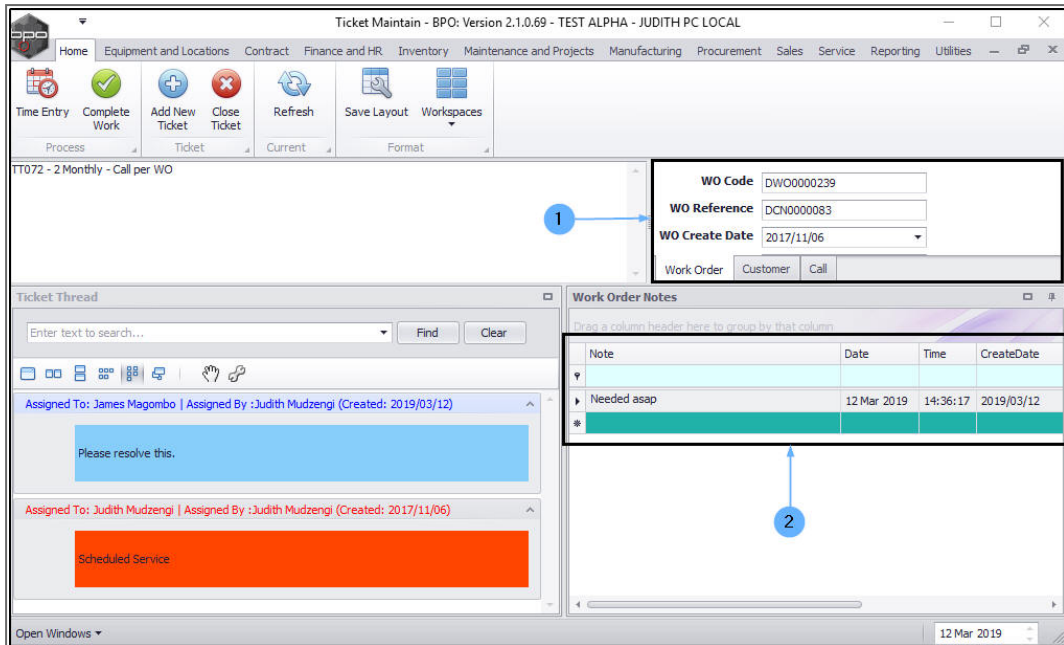 Ticket Maintain - BPO: Version 2.1.0.69 - TEST ALPHA - JUDITH PC LOCAL
bpo
Home Equipment and Locations Contract Finance and HR Inventory Maintenance and Projects Manufacturing Procurement Sales Service Reporting Utilities
Time Entry Complete Work Add New Ticket Close Ticket Refresh Save Layout Workspaces
Process Ticket Current Format
TT072 - 2 Monthly - Call per WO
1
WO Code DWO0000239
WO Reference DCN0000083
WO Create Date 2017/11/06
Work Order Customer Call
Ticket Thread
Enter text to search... Find Clear
Assigned To: James Magombo | Assigned By :Judith Mudzengi (Created: 2019/03/12)
Please resolve this.
Assigned To: Judith Mudzengi | Assigned By :Judith Mudzengi (Created: 2017/11/06)
Scheduled Service
Work Order Notes
Drag a column header here to group by that column
Note Date Time CreateDate
Needed asap 12 Mar 2019 14:36:17 2019/03/12
2
Open Windows 12 Mar 2019